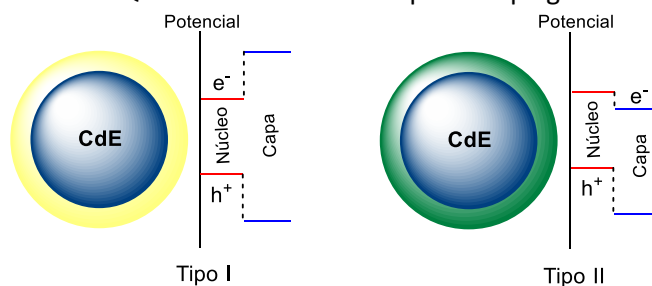 Potencial
e-
CdE
Núcleo
Capa
h+
Tipo I
Potencial
e-
CdE
Núcleo
Capa
h+
Tipo II